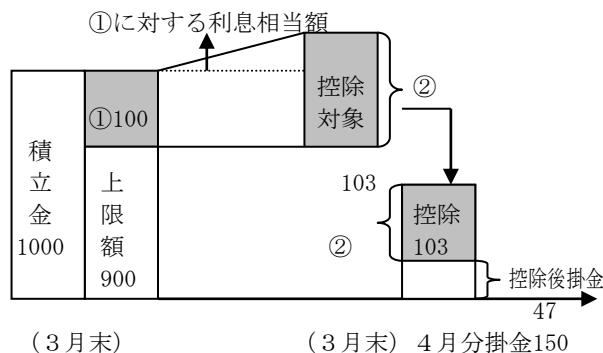 ①に対する利息相当額
①100
積立金
1000
上限額
900
控除
対象
②
103
②
控除
103
控除後掛金
47
(3月末)
(3月末)
4月分掛金150